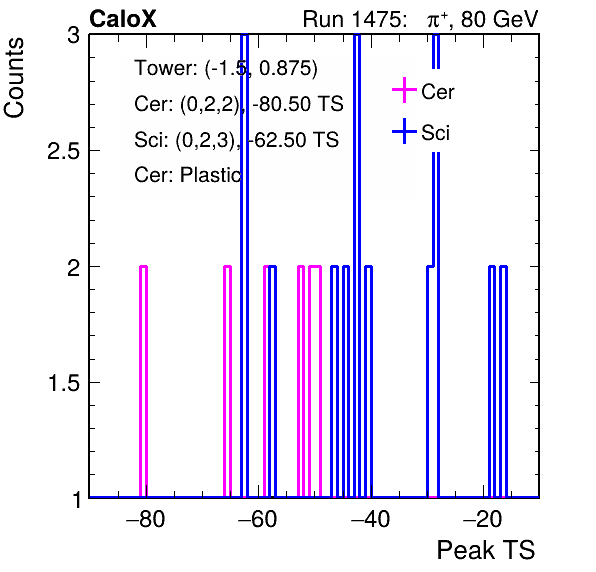 CaloX Run 1475: π⁺, 80 GeV
Counts
3
2.5
2
1.5
1
Tower: (-1.5, 0.875)
Cer: (0,2,2), -80.50 TS
Sci: (0,2,3), -62.50 TS
Cer: Plastic
Cer
Sci
−80 −60 −40 −20
Peak TS